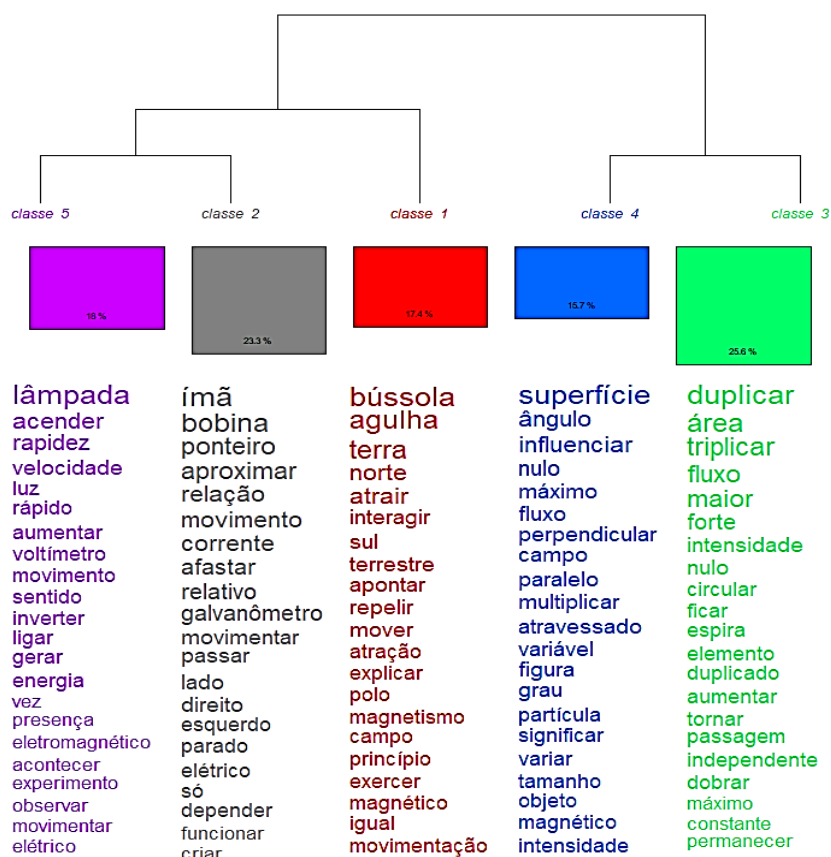 classe 5
classe 2
classe 1
classe 4
classe 3
18 %
23.3 %
17.4 %
15.7 %
25.6 %
lâmpada
acender
rapidez
velocidade
luz
rápido
aumentar
voltímetro
movimento
sentido
inverter
ligar
gerar
energia
vez
presença
eletromagnético
acontecer
experimento
observar
movimentar
elétrico
ímã
bobina
ponteiro
aproximar
relação
movimento
corrente
afastar
relativo
galvanômetro
movimentar
passar
lado
direito
esquerdo
parado
elétrico
só
depender
funcionar
criar
bússola
agulha
terra
norte
atrair
interagir
sul
terrestre
apontar
repelir
mover
atração
explicar
polo
magnetismo
campo
princípio
exercer
magnético
igual
movimentação
superfície
ângulo
influenciar
nulo
máximo
fluxo
perpendicular
campo
paralelo
multiplicar
atravessado
variável
figura
grau
partícula
significar
variar
tamanho
objeto
magnético
intensidade
duplicar
área
triplicar
fluxo
maior
forte
intensidade
nulo
circular
ficar
espira
elemento
duplicado
aumentar
tornar
passagem
independente
dobrar
máximo
constante
permanecer